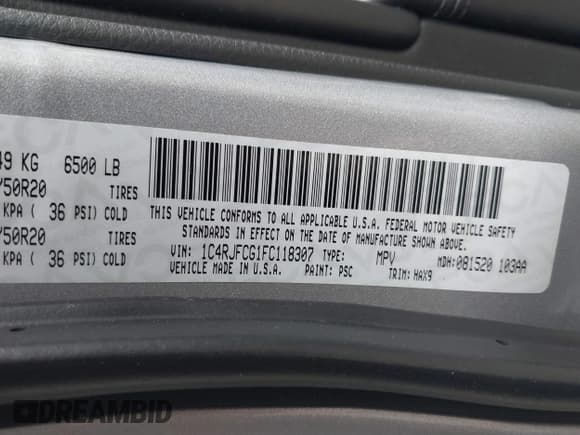 49 KG 6500 LB
50R20 TIRES
KPA ( 36 PSI) COLD
50R20 TIRES
KPA ( 36 PSI) COLD
THIS VEHICLE CONFORMS TO ALL APPLICABLE U.S.A. FEDERAL MOTOR VEHICLE SAFETY
STANDARDS IN EFFECT ON THE DATE OF MANUFACTURE SHOWN ABOVE.
VIN: 1C4RJFCG1FC118307 TYPE: MPV MDH: 081520 103AA
VEHICLE MADE IN U.S.A. PAINT: PSC TRIM: HAX9
DREAMBID